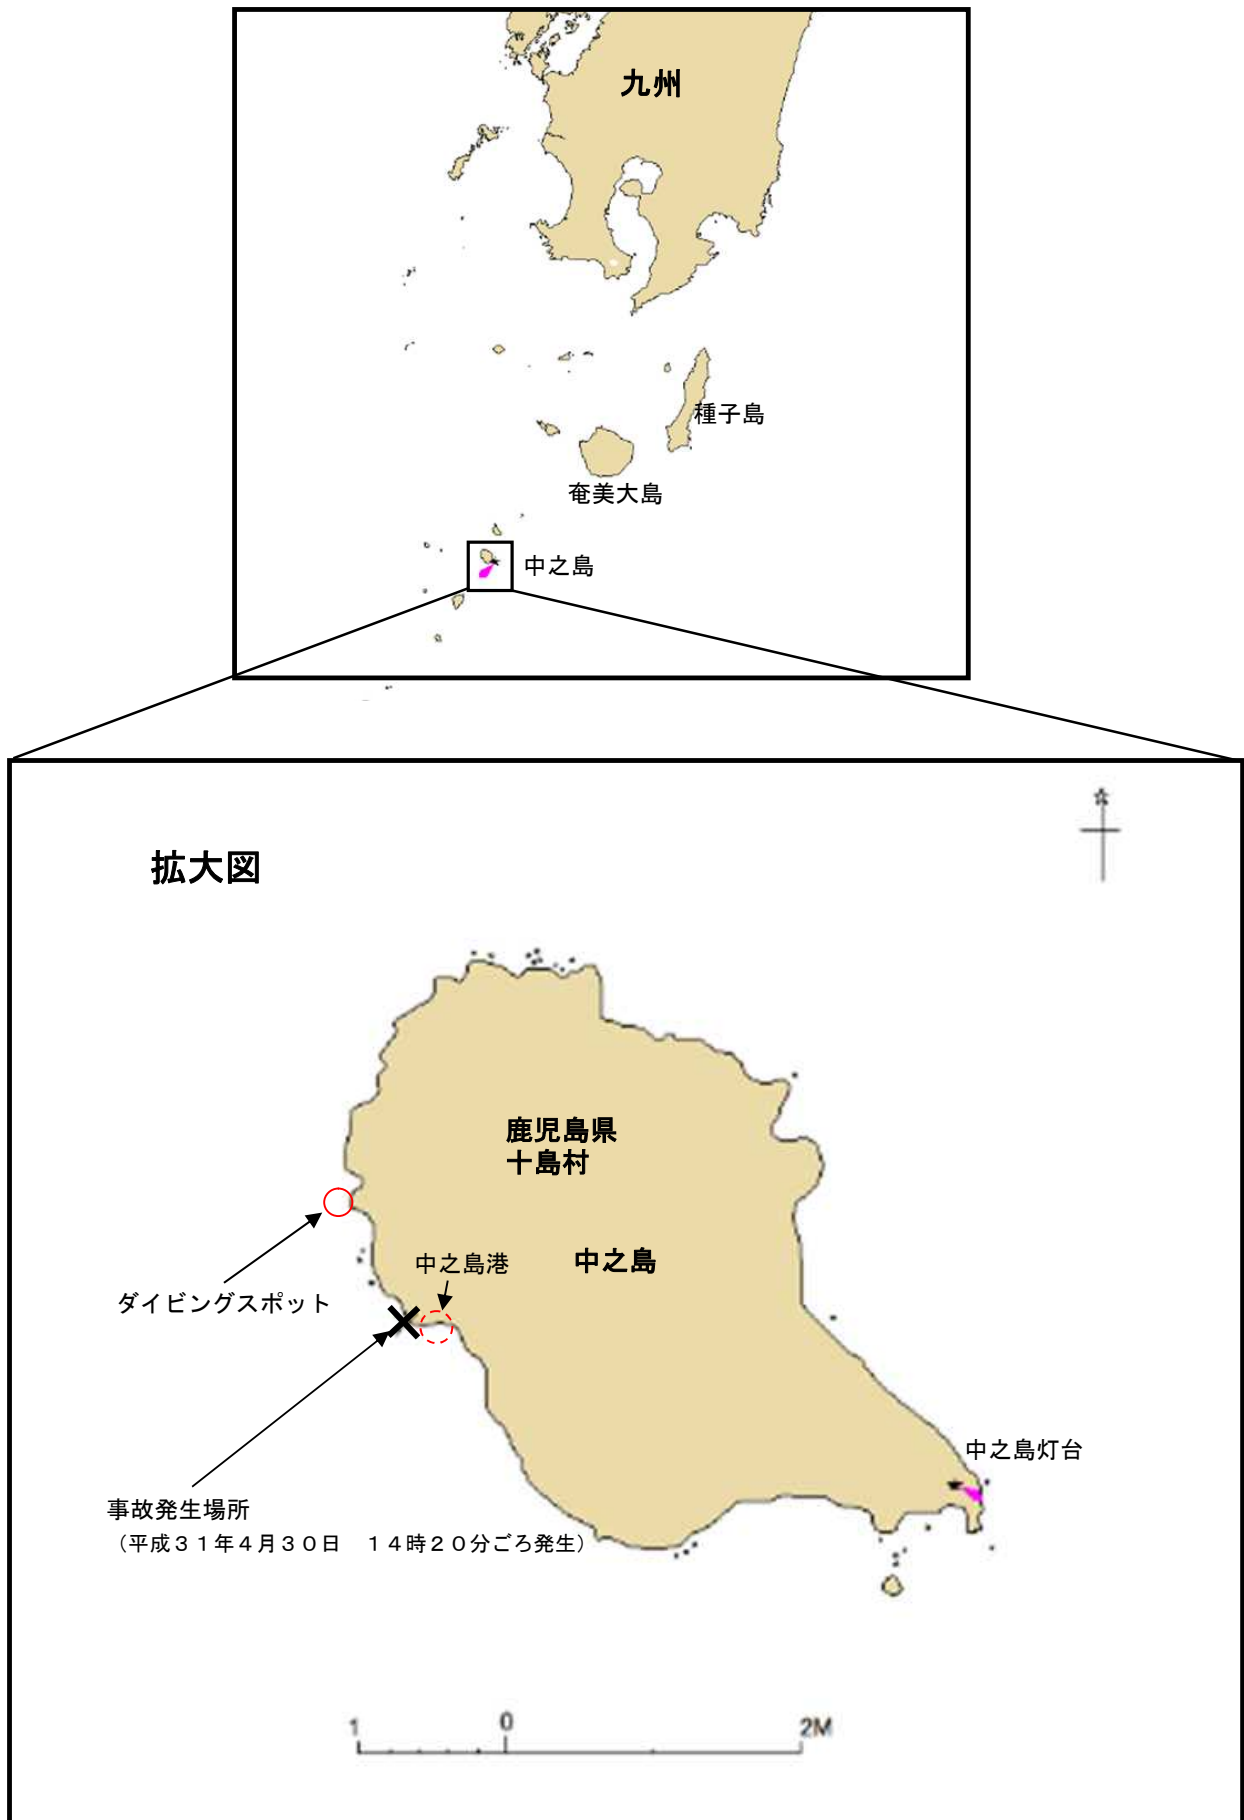 九州
種子島
奄美大島
中之島
拡大図
鹿児島県
十島村
中之島港
中之島
ダイビングスポット
中之島灯台
事故発生場所
（平成３１年４月３０日　１４時２０分ごろ発生）
1 0 2M